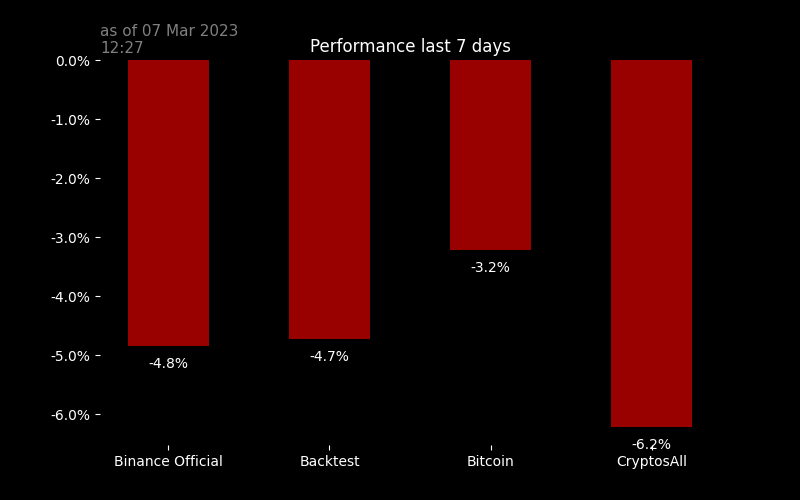 as of 07 Mar 2023
12:27
Performance last 7 days
0.0%
-1.0%
-2.0%
-3.0%
-4.0%
-5.0%
-6.0%
-4.8%
-4.7%
-3.2%
-6.2%
Binance Official
Backtest
Bitcoin
CryptosAll